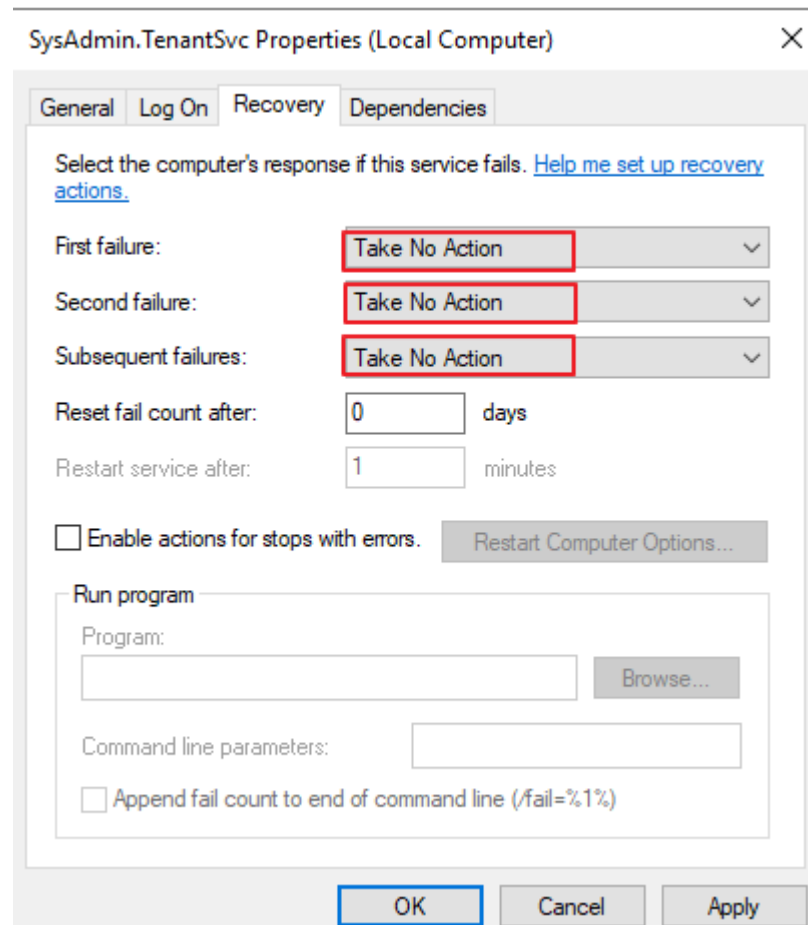 SysAdmin.TenantSvc Properties (Local Computer)
General Log On Recovery Dependencies
Select the computer's response if this service fails. Help me set up recovery
actions.
First failure: Take No Action
Second failure: Take No Action
Subsequent failures: Take No Action
Reset fail count after: 0 days
Restart service after: 1 minutes
Enable actions for stops with errors. Restart Computer Options...
Run program
Program:
Browse...
Command line parameters:
Append fail count to end of command line (/fail=%1%)
OK Cancel Apply